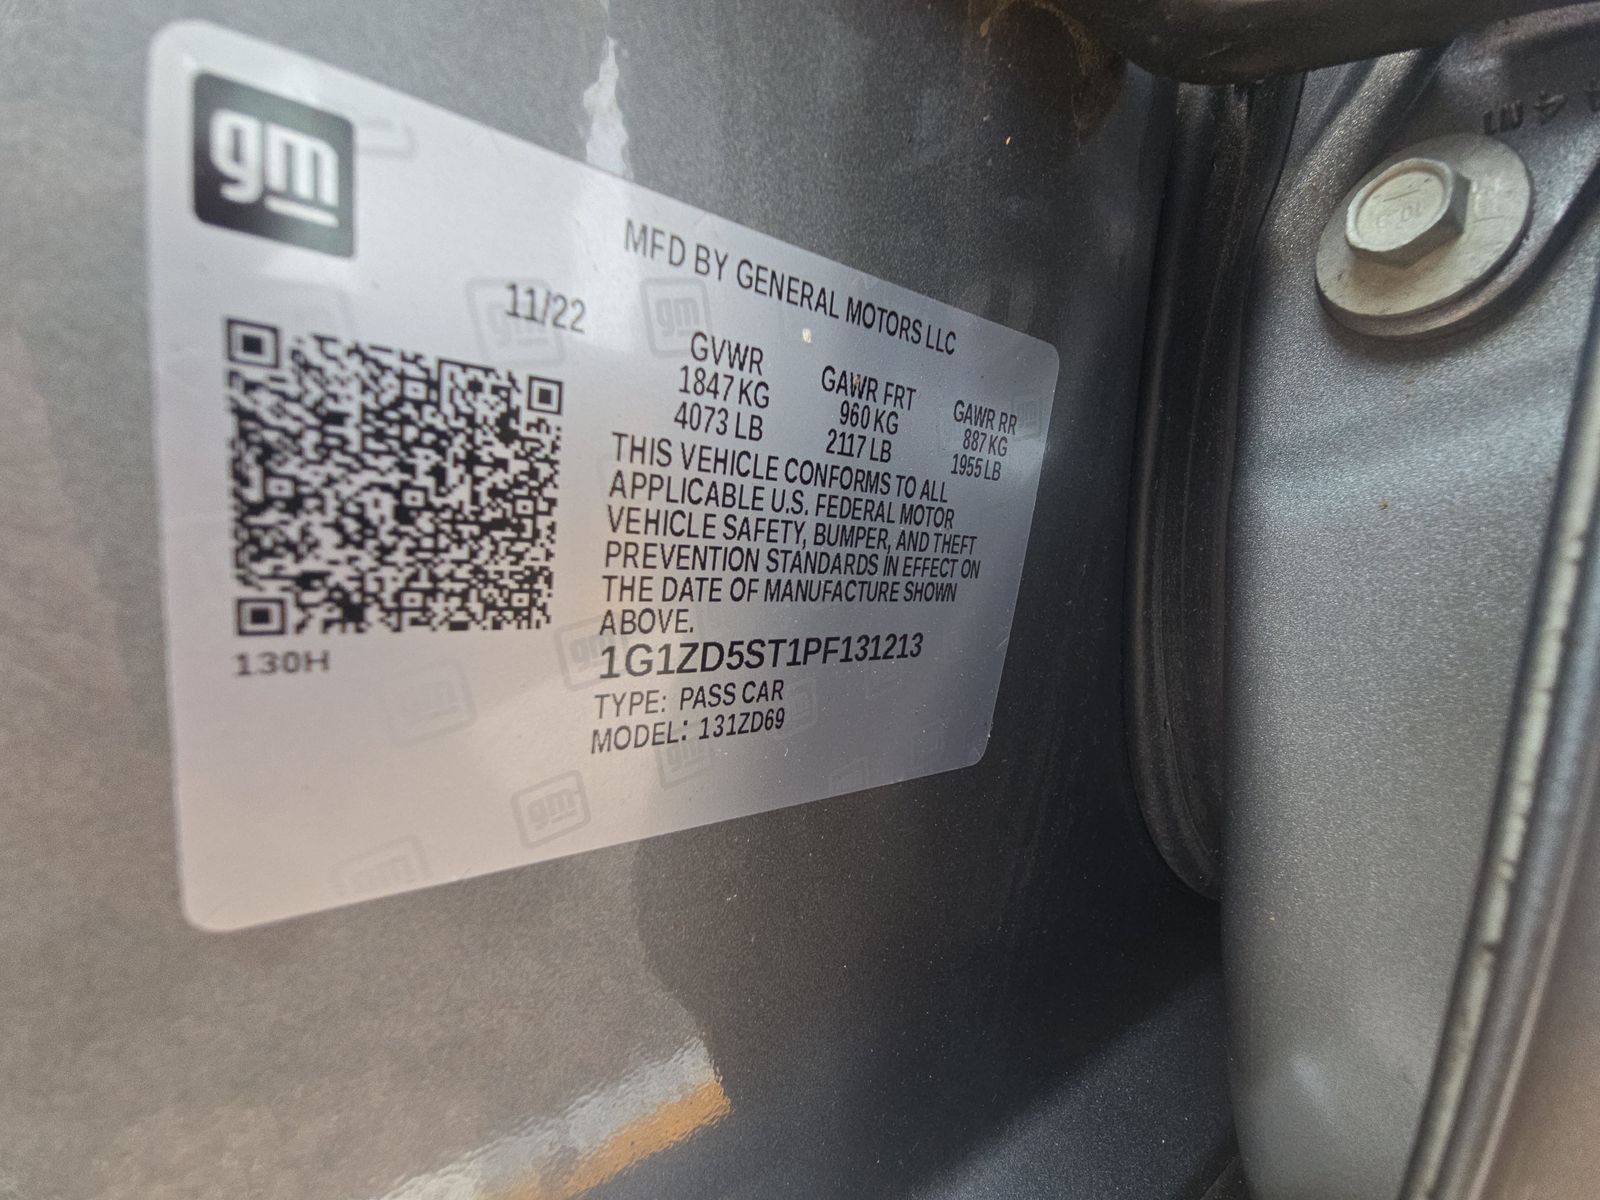 gm
MFD BY GENERAL MOTORS LLC
11/22
GVWR GAWR FRT GAWR RR
1847 KG 960 KG 887 KG
4073 LB 2117 LB 1955 LB
THIS VEHICLE CONFORMS TO ALL
APPLICABLE U.S. FEDERAL MOTOR
VEHICLE SAFETY, BUMPER, AND THEFT
PREVENTION STANDARDS IN EFFECT ON
THE DATE OF MANUFACTURE SHOWN
ABOVE.
1G1ZD5ST1PF131213
TYPE: PASS CAR
MODEL: 131ZD69
130H